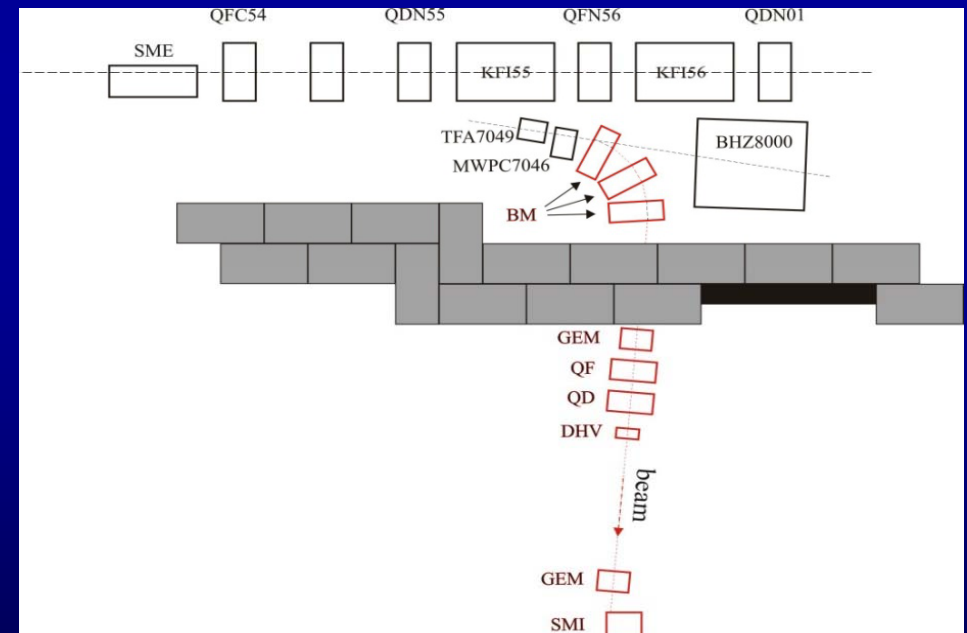 QFC54 QDN55 QFN56 QDN01
SME
KFI55 KFI56
TFA7049
BHZ8000
MWPC7046
BM
GEM
QF
QD
DHV
beam
GEM
SMI